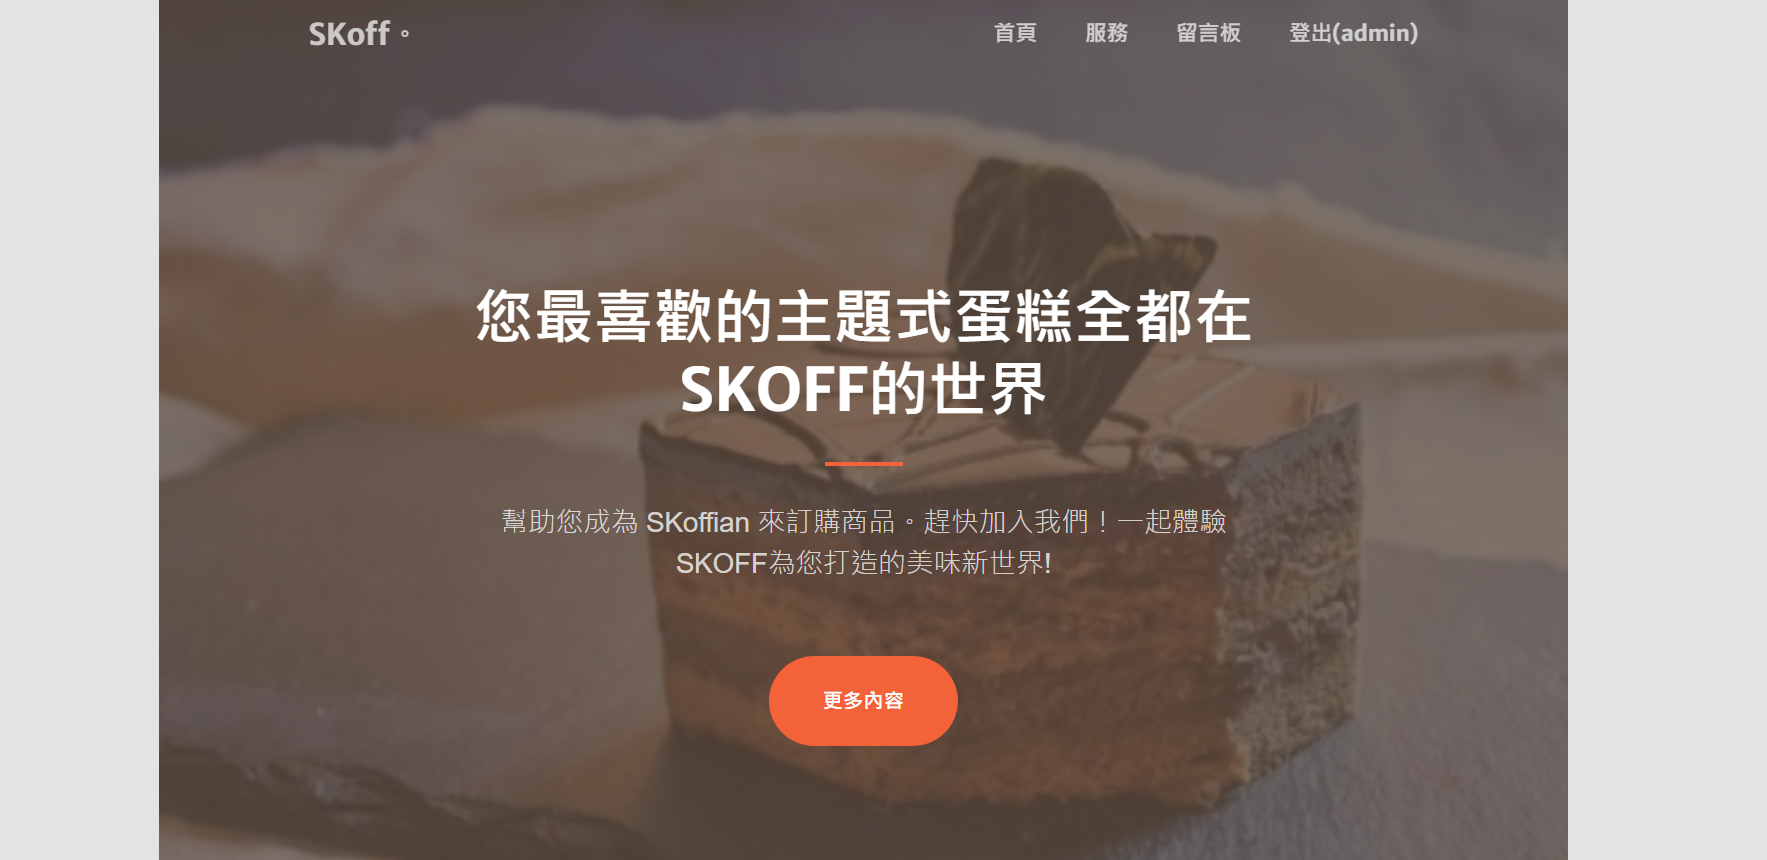 SKoff。
首頁 服務 留言板 登出(admin)
您最喜歡的主題式蛋糕全都在
SKOFF的世界
幫助您成為 SKoffian 來訂購商品。趕快加入我們！一起體驗
SKOFF為您打造的美味新世界!
更多內容